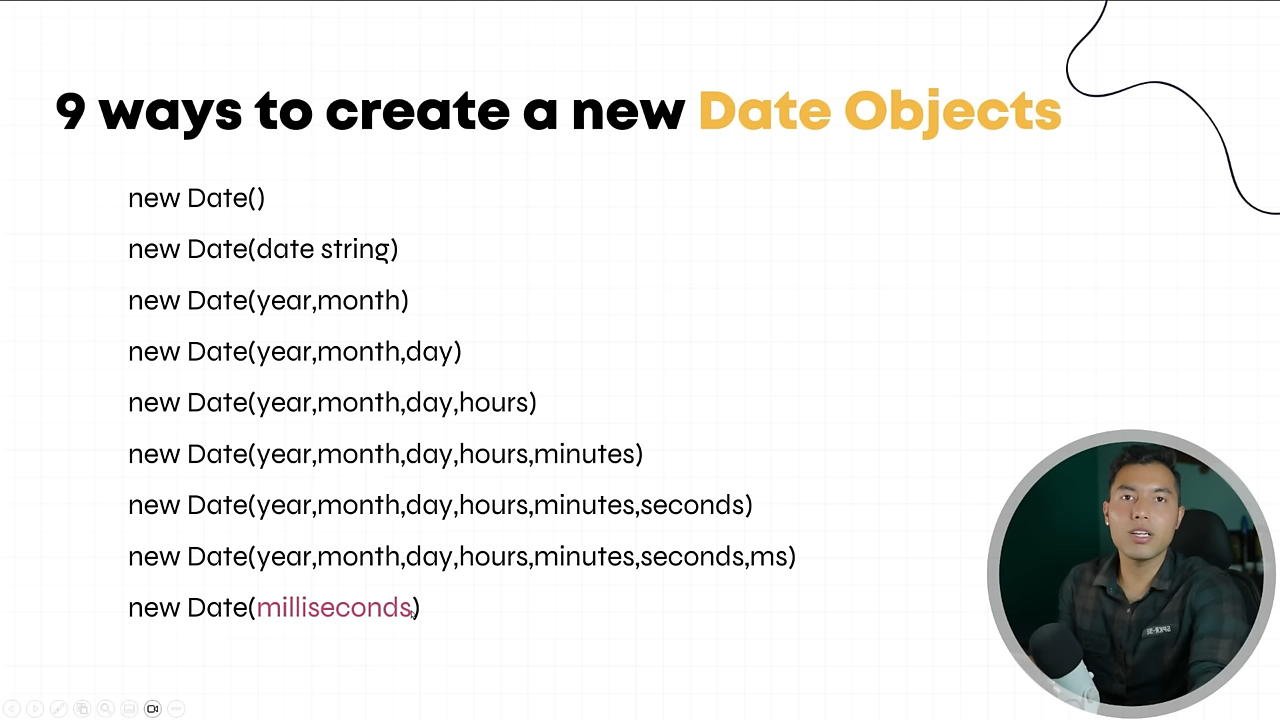 9 ways to create a new Date Objects
new Date()
new Date(date string)
new Date(year,month)
new Date(year,month,day)
new Date(year,month,day,hours)
new Date(year,month,day,hours,minutes)
new Date(year,month,day,hours,minutes,seconds)
new Date(year,month,day,hours,minutes,seconds,ms)
new Date(milliseconds)